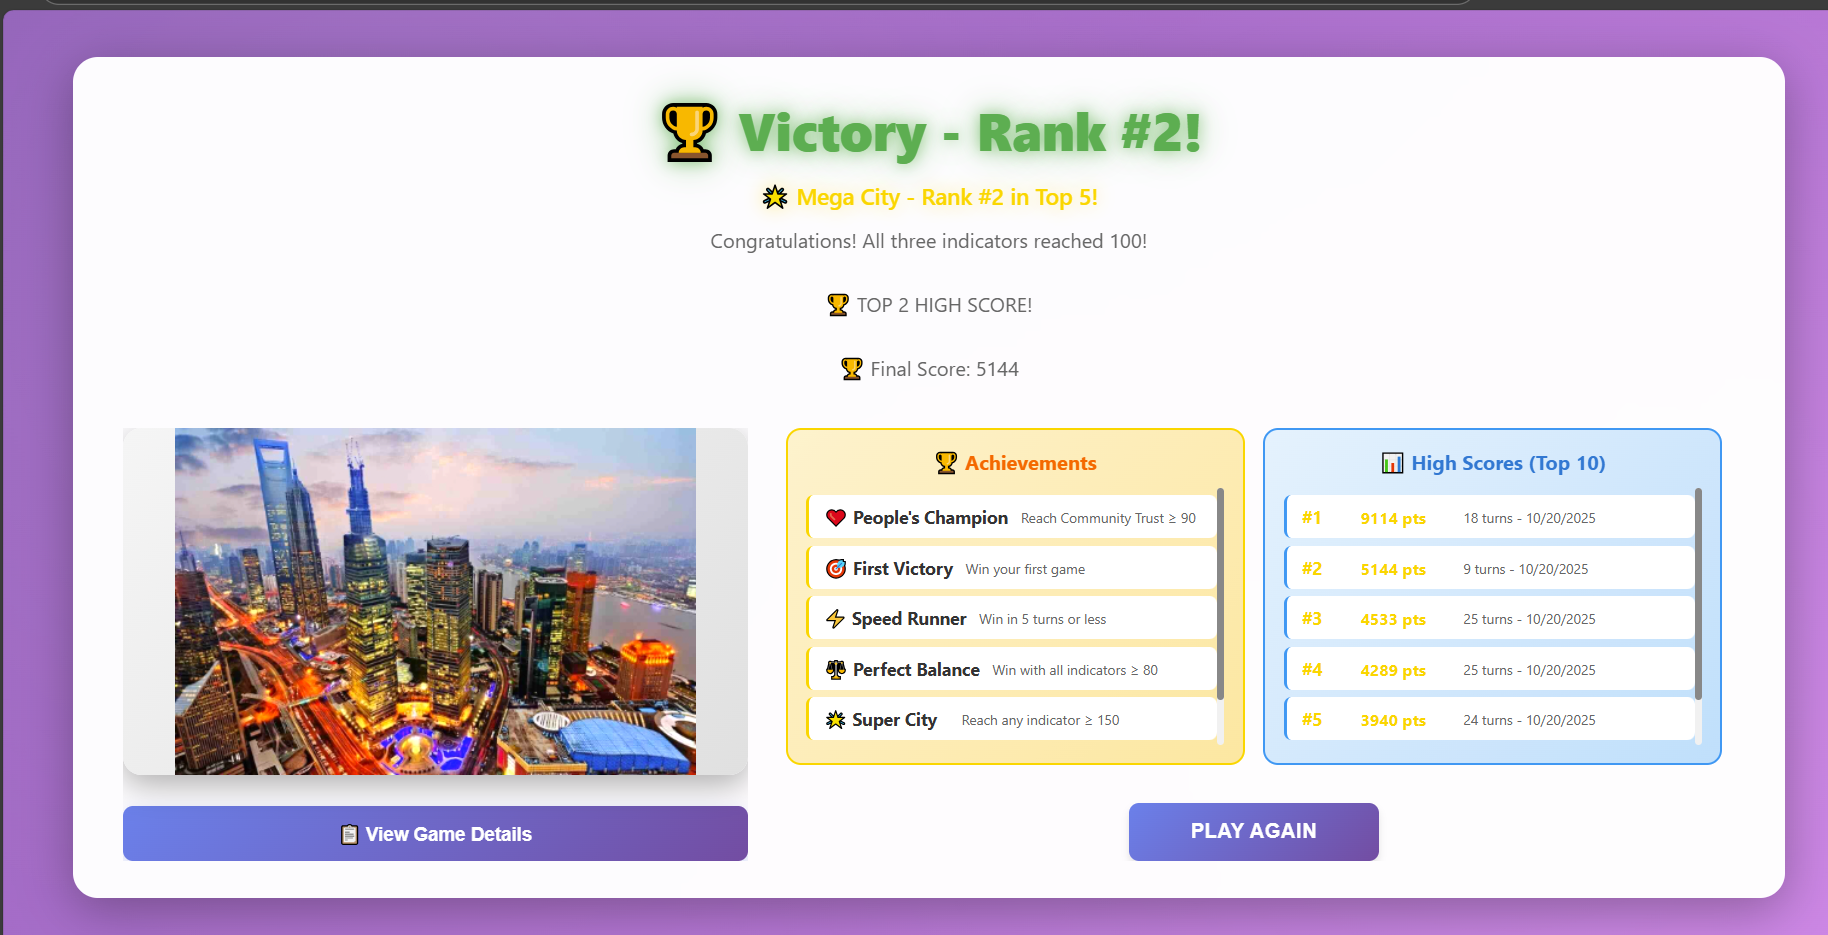 🏆 Victory - Rank #2!
🌟 Mega City - Rank #2 in Top 5!
Congratulations! All three indicators reached 100!
🏆 TOP 2 HIGH SCORE!
🏆 Final Score: 5144
🏆 Achievements
❤️ People's Champion Reach Community Trust ≥ 90
🎯 First Victory Win your first game
⚡ Speed Runner Win in 5 turns or less
⚖️ Perfect Balance Win with all indicators ≥ 80
🌟 Super City Reach any indicator ≥ 150
📊 High Scores (Top 10)
#1 9114 pts 18 turns - 10/20/2025
#2 5144 pts 9 turns - 10/20/2025
#3 4533 pts 25 turns - 10/20/2025
#4 4289 pts 25 turns - 10/20/2025
#5 3940 pts 24 turns - 10/20/2025
📋 View Game Details
PLAY AGAIN